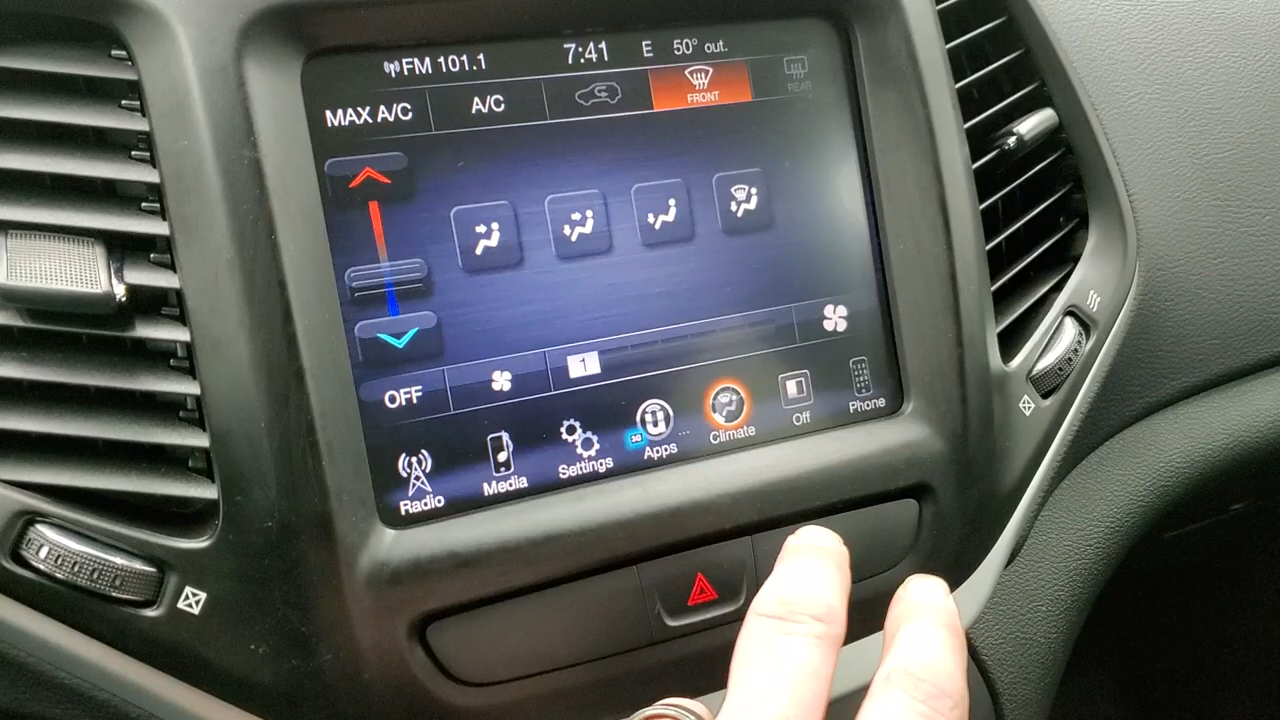 FM 101.1 7:41 E 50° out.
MAX A/C A/C FRONT REAR
OFF 1
Radio Media Settings 3G Apps ... Climate Off Phone